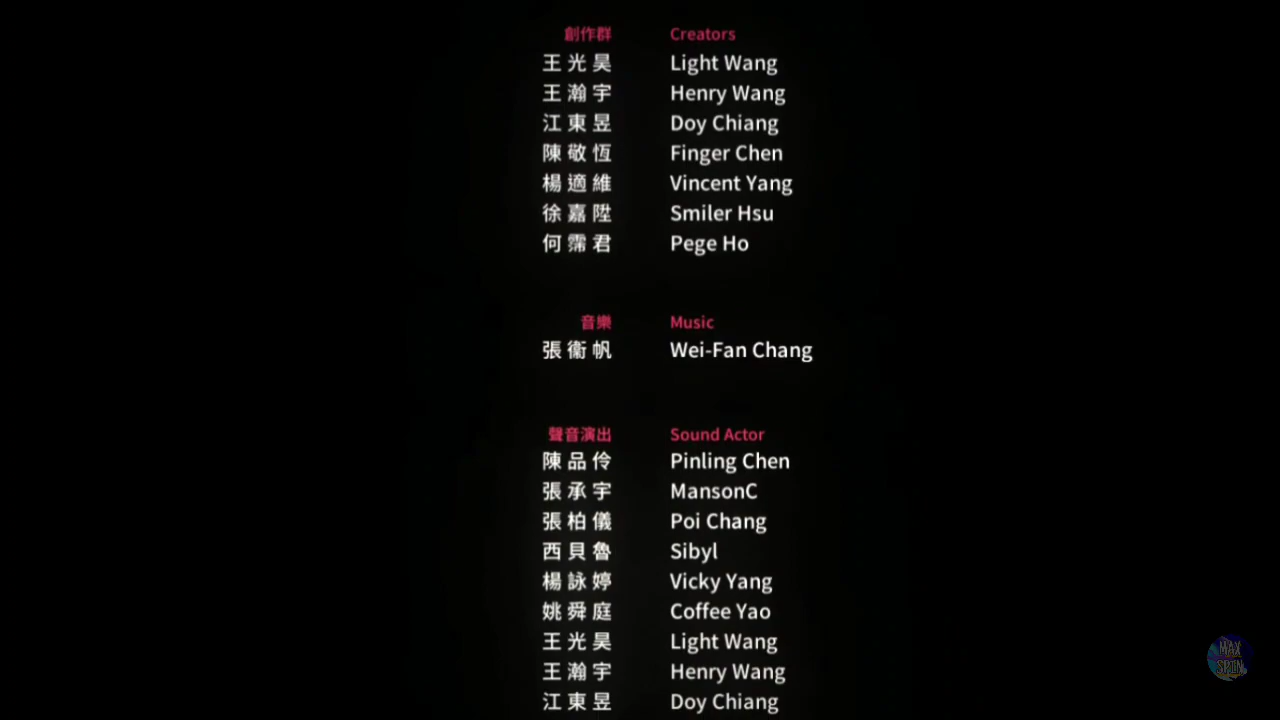 創作群 Creators
王光昊 Light Wang
王瀚宇 Henry Wang
江東昱 Doy Chiang
陳敬恆 Finger Chen
楊適維 Vincent Yang
徐嘉陞 Smiler Hsu
何霈君 Pege Ho
音樂 Music
張衞帆 Wei-Fan Chang
聲音演出 Sound Actor
陳品伶 Pinling Chen
張承宇 MansonC
張柏儀 Poi Chang
西貝魯 Sibyl
楊詠婷 Vicky Yang
姚舜庭 Coffee Yao
王光昊 Light Wang
王瀚宇 Henry Wang
江東昱 Doy Chiang
MAX
SPIN